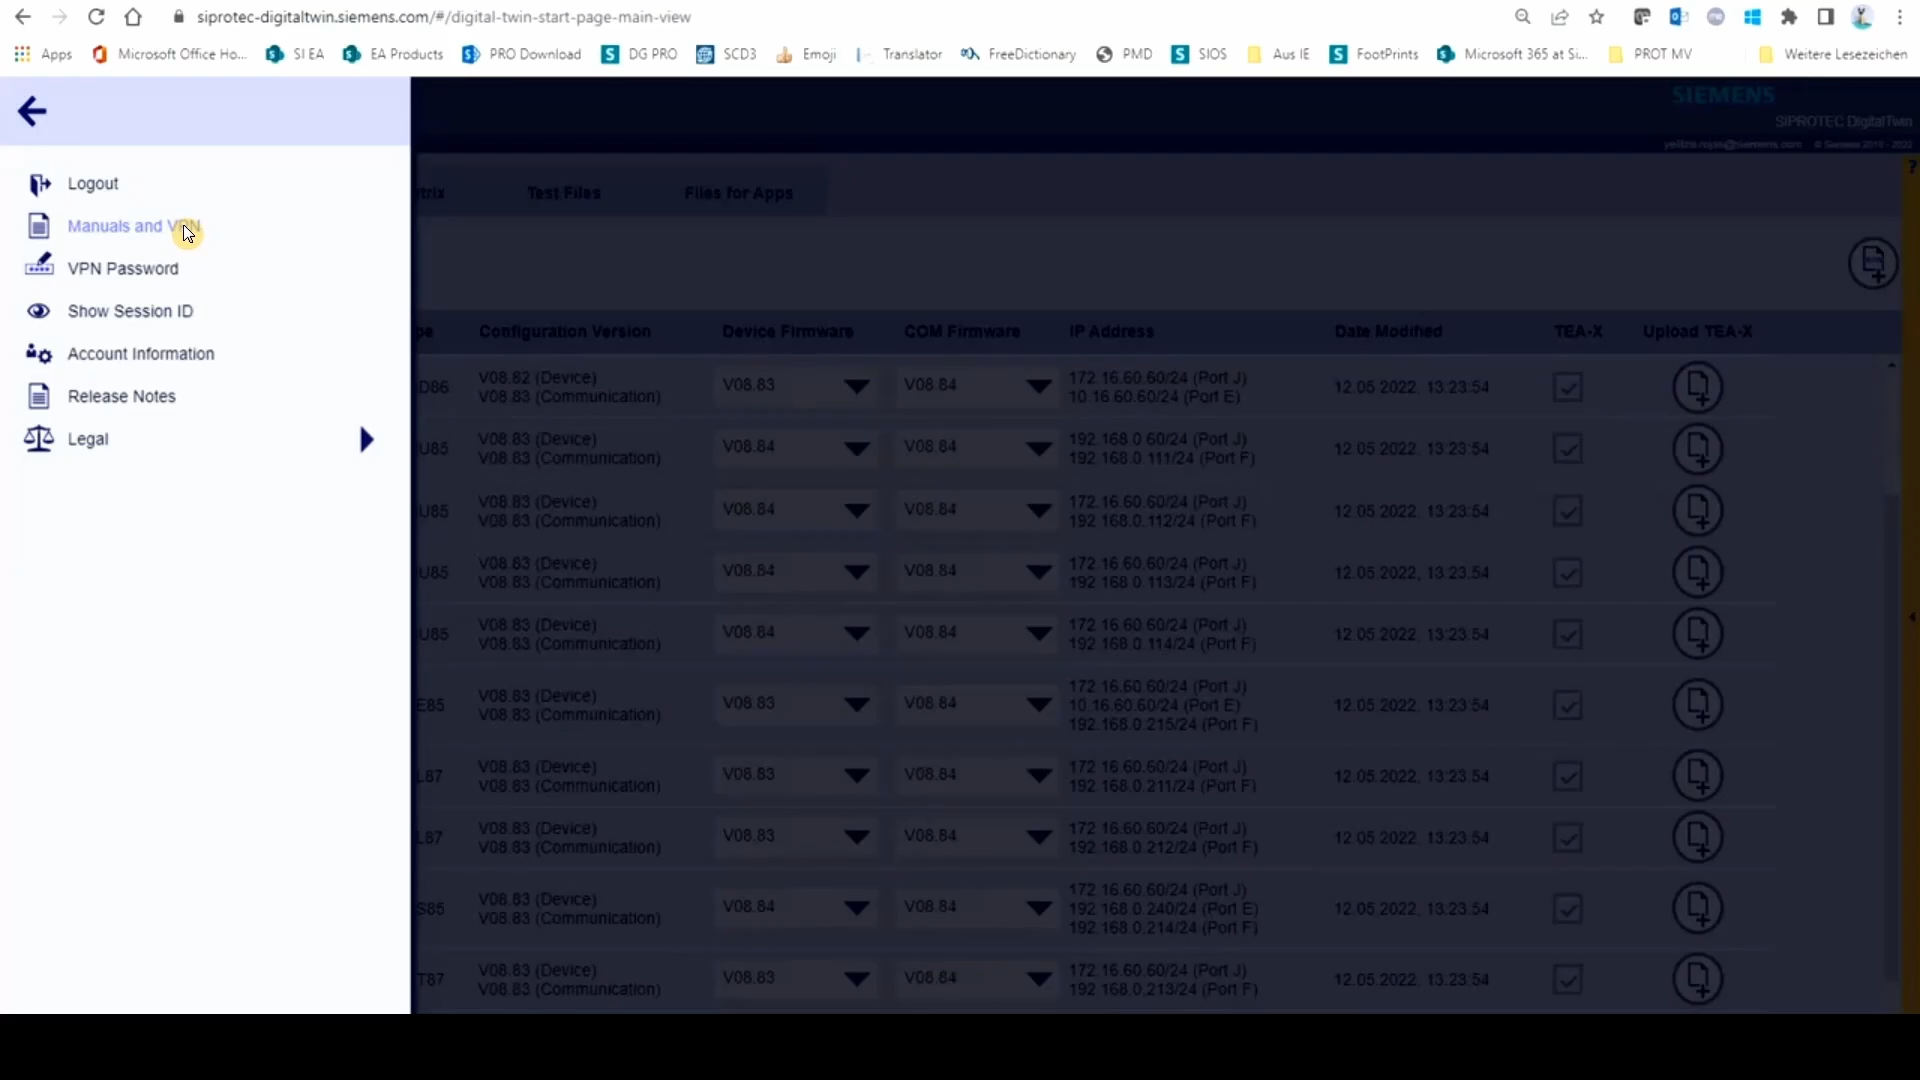 siprotec-digitaltwin.siemens.com/#/digital-twin-start-page-main-view
Apps Microsoft Office Ho... SI EA EA Products PRO Download DG PRO SCD3 Emoji Translator FreeDictionary PMD SIOS Aus IE FootPrints Microsoft 365 at Si... PROT MV Weitere Lesezeichen
SIEMENS
SIPROTEC DigitalTwin
© Siemens 2019 - 2022
Logout
Manuals and VPN
VPN Password
Show Session ID
Account Information
Release Notes
Legal
trix Test Files Files for Apps
?
pe Configuration Version Device Firmware COM Firmware IP Address Date Modified TEA-X Upload TEA-X
D86 V08.82 (Device) V08.83 V08.84 172.16.60.60/24 (Port J) 12.05.2022, 13:23:54
V08.83 (Communication) 10.16.60.60/24 (Port E)
U85 V08.83 (Device) V08.84 V08.84 192.168.0.60/24 (Port J) 12.05.2022, 13:23:54
V08.83 (Communication) 192.168.0.111/24 (Port F)
U85 V08.83 (Device) V08.84 V08.84 172.16.60.60/24 (Port J) 12.05.2022, 13:23:54
V08.83 (Communication) 192.168.0.112/24 (Port F)
U85 V08.83 (Device) V08.84 V08.84 172.16.60.60/24 (Port J) 12.05.2022, 13:23:54
V08.83 (Communication) 192.168.0.113/24 (Port F)
U85 V08.83 (Device) V08.84 V08.84 172.16.60.60/24 (Port J) 12.05.2022, 13:23:54
V08.83 (Communication) 192.168.0.114/24 (Port F)
172.16.60.60/24 (Port J)
E85 V08.83 (Device) V08.83 V08.84 10.16.60.60/24 (Port E) 12.05.2022, 13:23:54
V08.83 (Communication) 192.168.0.215/24 (Port F)
L87 V08.83 (Device) V08.83 V08.84 172.16.60.60/24 (Port J) 12.05.2022, 13:23:54
V08.83 (Communication) 192.168.0.211/24 (Port F)
L87 V08.83 (Device) V08.83 V08.84 172.16.60.60/24 (Port J) 12.05.2022, 13:23:54
V08.83 (Communication) 192.168.0.212/24 (Port F)
172.16.60.60/24 (Port J)
S85 V08.83 (Device) V08.84 V08.84 192.168.0.240/24 (Port E) 12.05.2022, 13:23:54
V08.83 (Communication) 192.168.0.214/24 (Port F)
T87 V08.83 (Device) V08.83 V08.84 172.16.60.60/24 (Port J) 12.05.2022, 13:23:54
V08.83 (Communication) 192.168.0.213/24 (Port F)